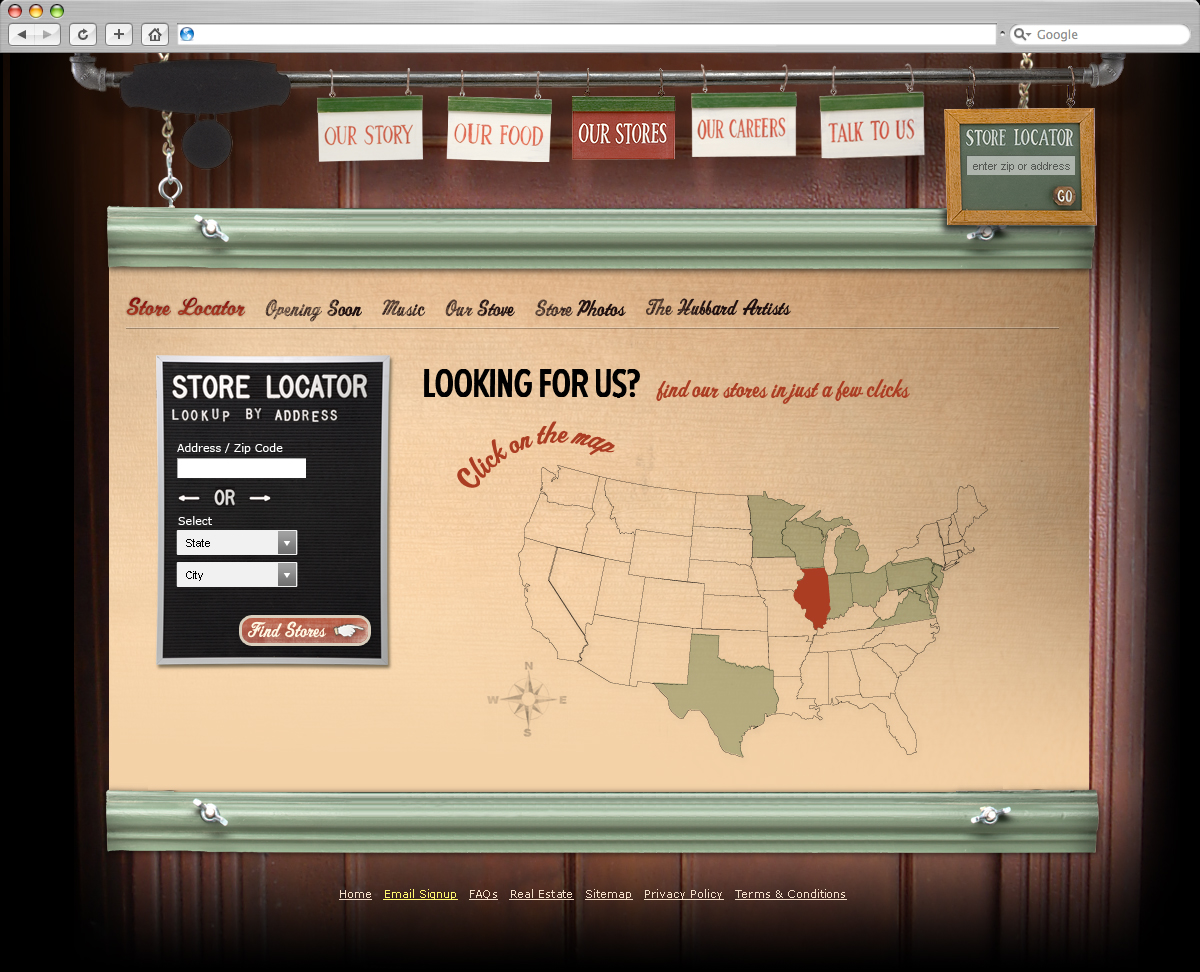 Google
OUR STORY
OUR FOOD
OUR STORES
OUR CAREERS
TALK TO US
STORE LOCATOR
enter zip or address
GO
Store Locator
Opening Soon
Music
Our Stove
Store Photos
The Hubbard Artists
STORE LOCATOR
LOOKUP BY ADDRESS
Address / Zip Code
OR
Select
State
City
Find Stores
LOOKING FOR US? find our stores in just a few clicks
Click on the map
N
W E
S
Home Email Signup FAQs Real Estate Sitemap Privacy Policy Terms & Conditions